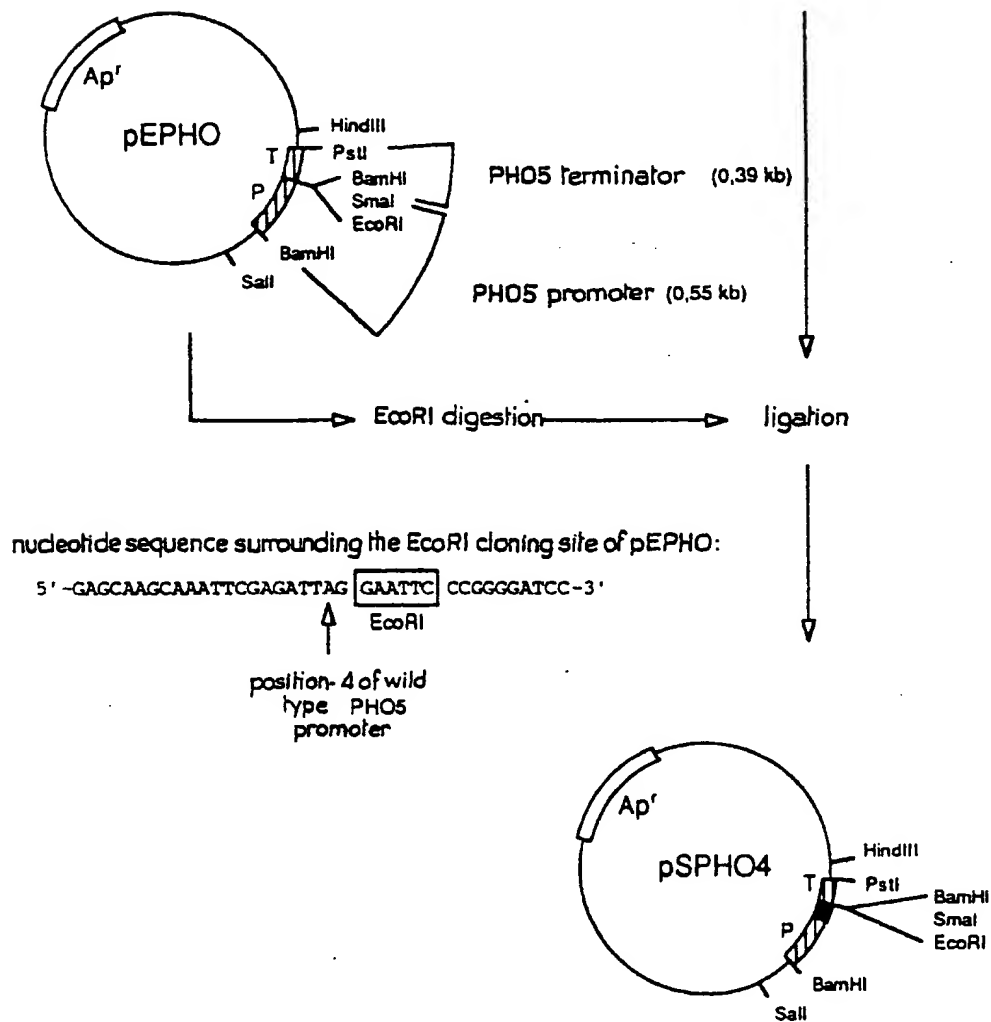 Apʳ
pEPHO
HindIII
T
PstI
BamHI
P
SmaI
EcoRI
BamHI
SalI
PHO5 terminator (0,39 kb)
PHO5 promoter (0,55 kb)
EcoRI digestion
ligation
nucleotide sequence surrounding the EcoRI cloning site of pEPHO:
5'-GAGCAAGCAAATTCGAGATTAG GAATTC CCGGGGATCC-3'
EcoRI
position-4 of wild
type PHO5
promoter
Apʳ
pSPHO4
HindIII
T
PstI
BamHI
SmaI
P
EcoRI
BamHI
SalI